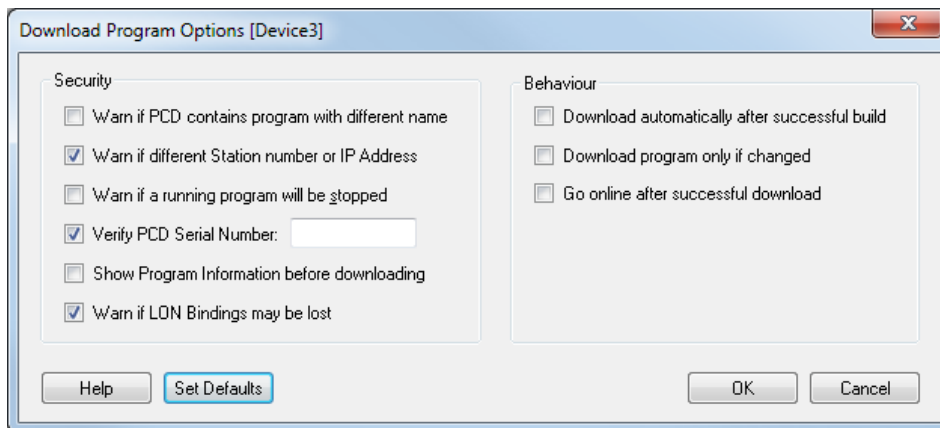 Download Program Options [Device3]
Security
Warn if PCD contains program with different name
Warn if different Station number or IP Address
Warn if a running program will be stopped
Verify PCD Serial Number:
Show Program Information before downloading
Warn if LON Bindings may be lost
Behaviour
Download automatically after successful build
Download program only if changed
Go online after successful download
Help
Set Defaults
OK
Cancel